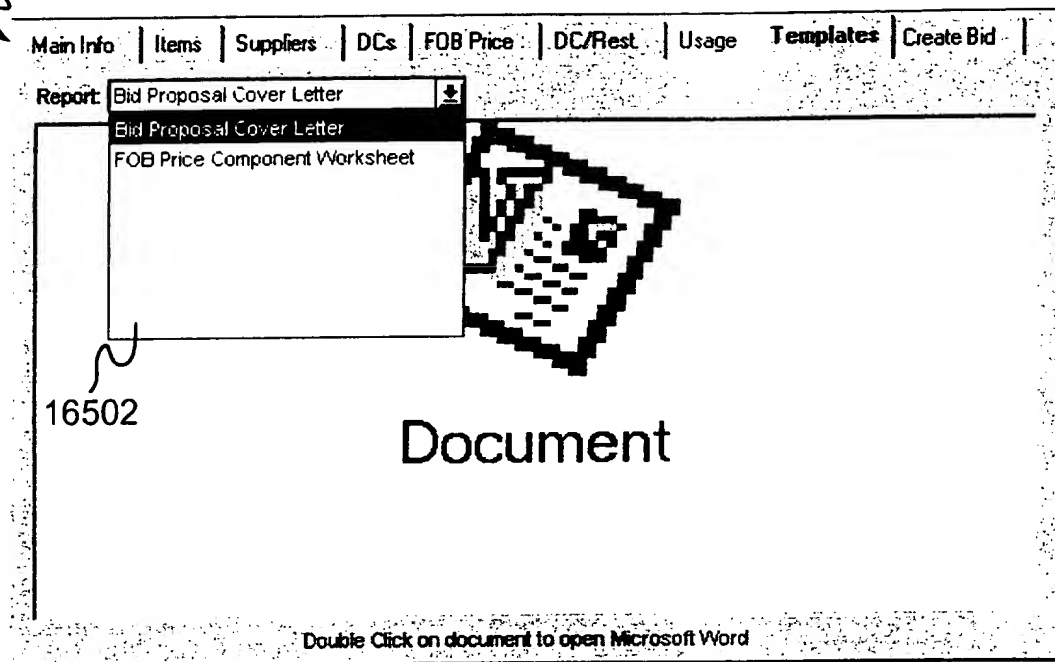 Main Info Items Suppliers DCs FOB Price DC/Rest. Usage Templates Create Bid
Report: Bid Proposal Cover Letter
Bid Proposal Cover Letter
FOB Price Component Worksheet
16502
Document
Double Click on document to open Microsoft Word